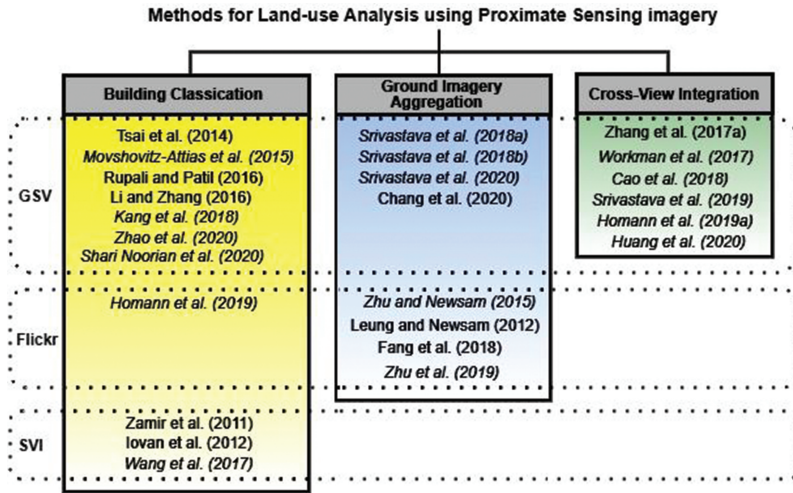 Methods for Land-use Analysis using Proximate Sensing imagery
Building Classication
Ground Imagery
Aggregation
Cross-View Integration
GSV
Tsai et al. (2014)
Movshovitz-Attias et al. (2015)
Rupali and Patil (2016)
Li and Zhang (2016)
Kang et al. (2018)
Zhao et al. (2020)
Shari Noorian et al. (2020)
Srivastava et al. (2018a)
Srivastava et al. (2018b)
Srivastava et al. (2020)
Chang et al. (2020)
Zhang et al. (2017a)
Workman et al. (2017)
Cao et al. (2018)
Srivastava et al. (2019)
Homann et al. (2019a)
Huang et al. (2020)
Flickr
Homann et al. (2019)
Zhu and Newsam (2015)
Leung and Newsam (2012)
Fang et al. (2018)
Zhu et al. (2019)
SVI
Zamir et al. (2011)
Iovan et al. (2012)
Wang et al. (2017)